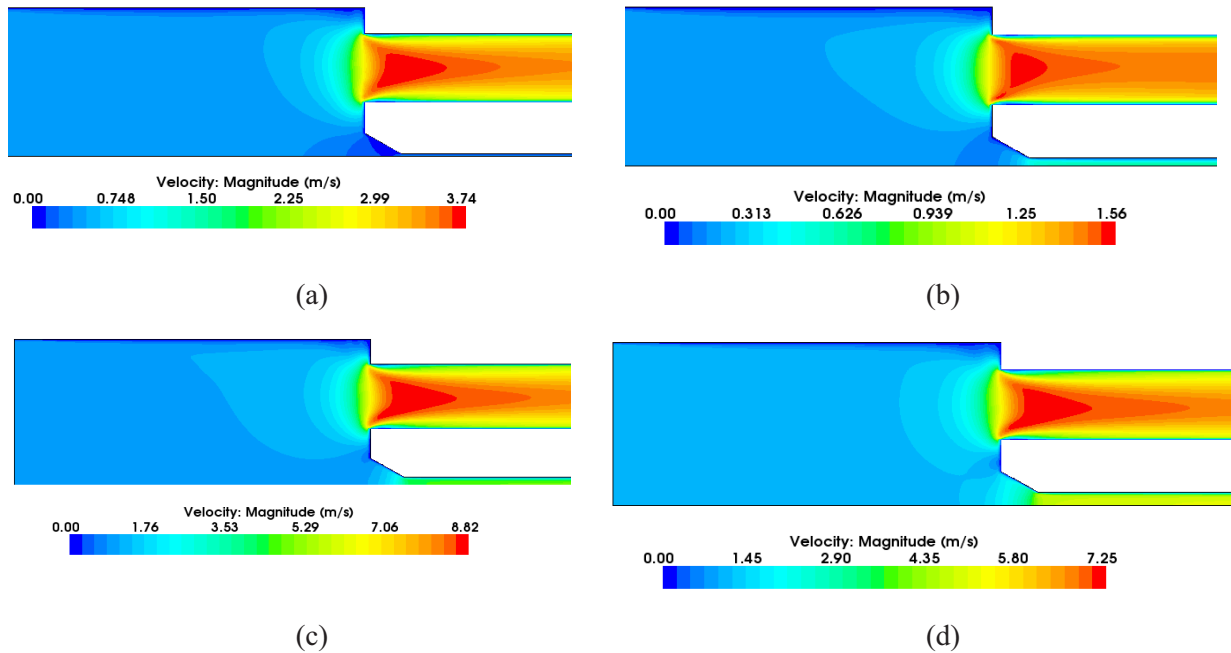 Velocity: Magnitude (m/s)
0.00 0.748 1.50 2.25 2.99 3.74
(a)
Velocity: Magnitude (m/s)
0.00 0.313 0.626 0.939 1.25 1.56
(b)
Velocity: Magnitude (m/s)
0.00 1.76 3.53 5.29 7.06 8.82
(c)
Velocity: Magnitude (m/s)
0.00 1.45 2.90 4.35 5.80 7.25
(d)